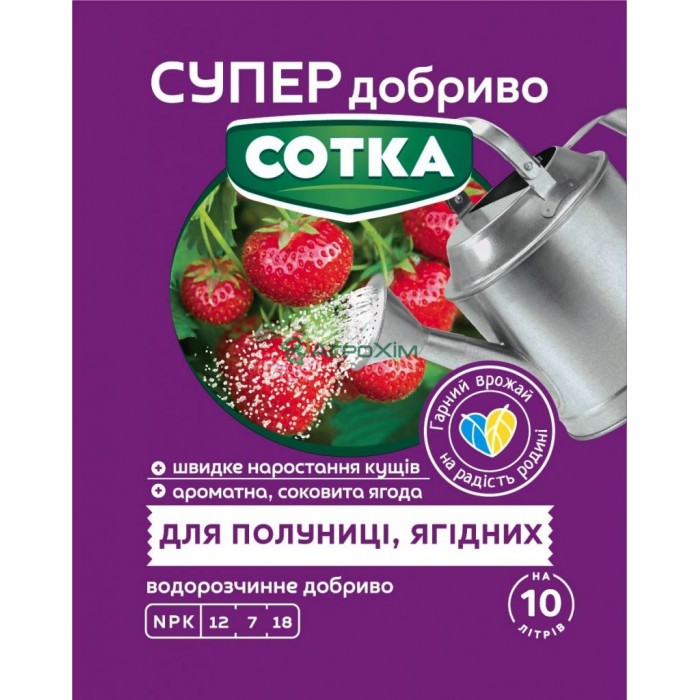 СУПЕР добриво
СОТКА
АГРОХІМ
Гарний врожай
на радість родині
+ швидке наростання кущів
+ ароматна, соковита ягода
ДЛЯ ПОЛУНИЦІ, ЯГІДНИХ
водорозчинне добриво
NPK 12 7 18
НА
10
ЛІТРІВ